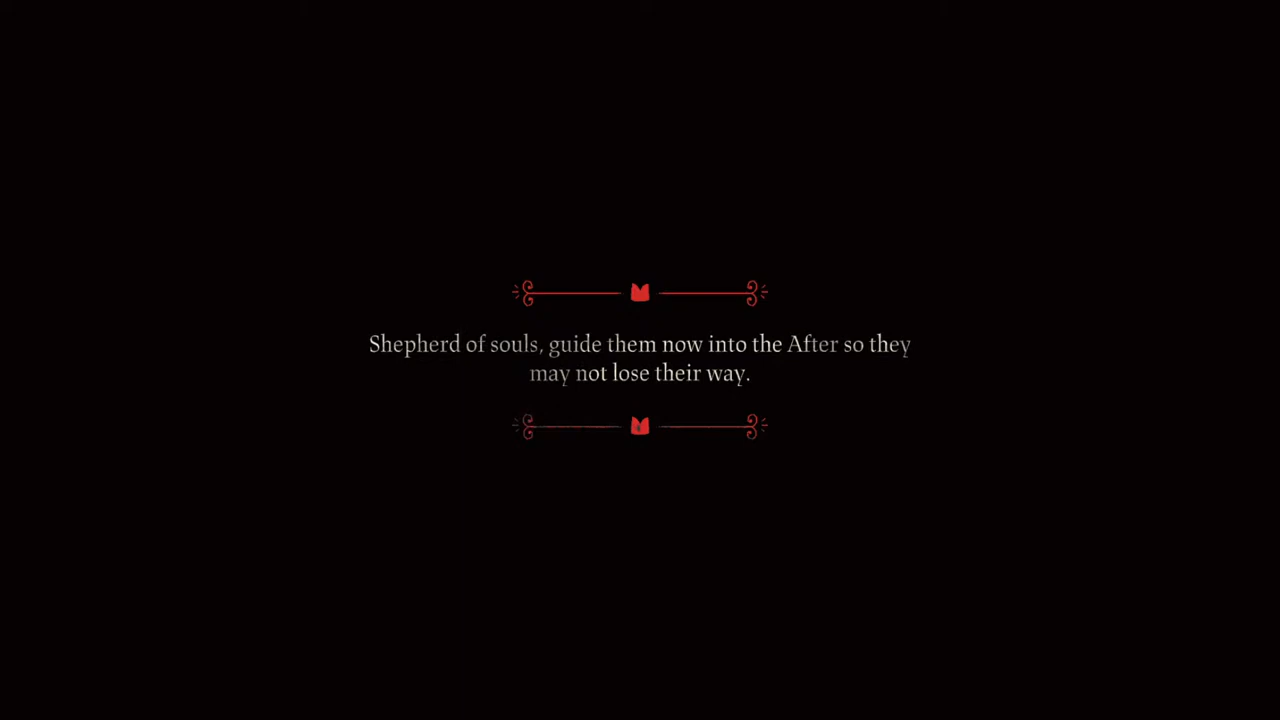 Shepherd of souls, guide them now into the After so they
may not lose their way.